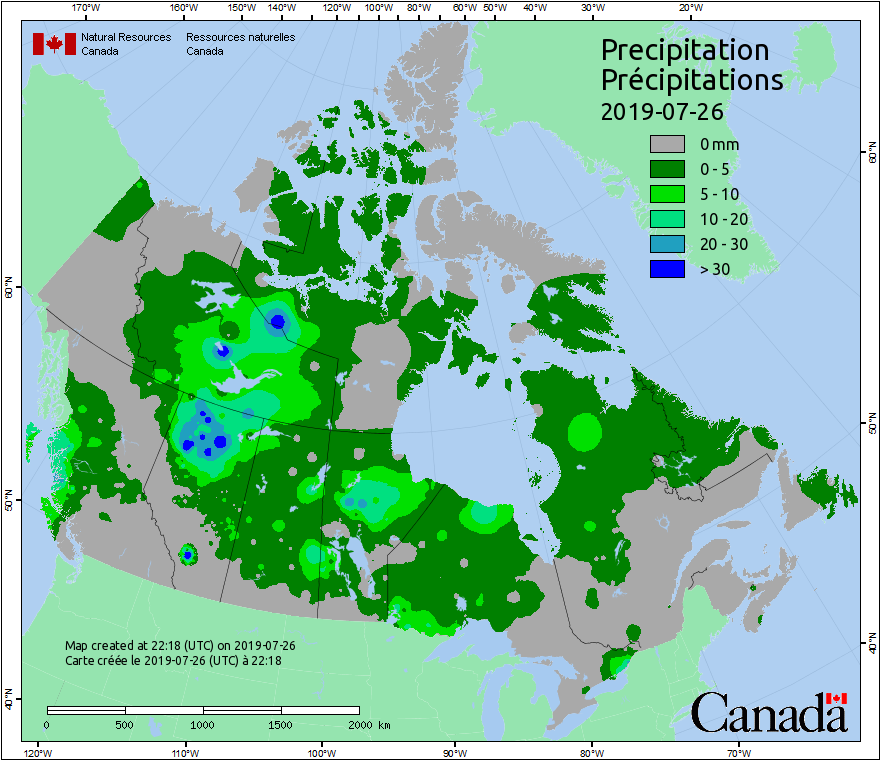 170°W 160°W 150°W 140°W 130°W 120°W 110°W 100°W 90°W 80°W 60°W 50°W 40°W 30°W 20°W
Natural Resources Ressources naturelles
Canada Canada
Precipitation
Précipitations
2019-07-26
0 mm
0 - 5
5 - 10
10 - 20
20 - 30
> 30
60°N
60°N
50°N
50°N
40°N
40°N
Map created at 22:18 (UTC) on 2019-07-26
Carte créée le 2019-07-26 (UTC) à 22:18
0 500 1000 1500 2000 km
Canada
120°W 110°W 100°W 90°W 80°W 70°W